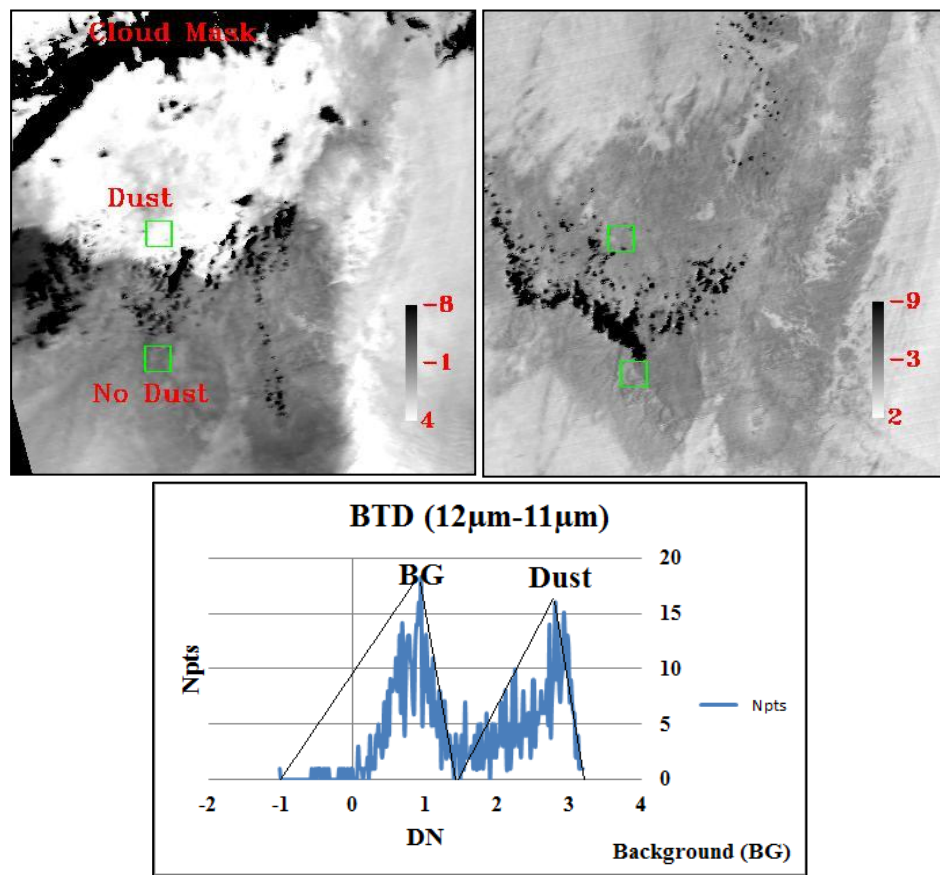 Cloud Mask
Dust
No Dust
-8
-1
4
-9
-3
2
BTD (12μm-11μm)
BG
Dust
20
15
10
5
0
Npts
Npts
-2
-1
0
1
2
3
4
DN
Background (BG)